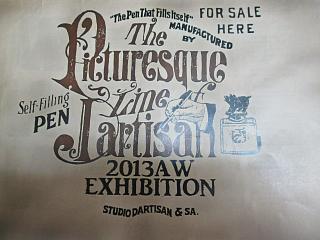 "The Pen That Fills Itself"
MANUFACTURED
BY
FOR SALE
HERE
The
Picturesque
Self-Filling
PEN
Line of
Dartisan
2013AW
EXHIBITION
STUDIO DARTISAN & SA.